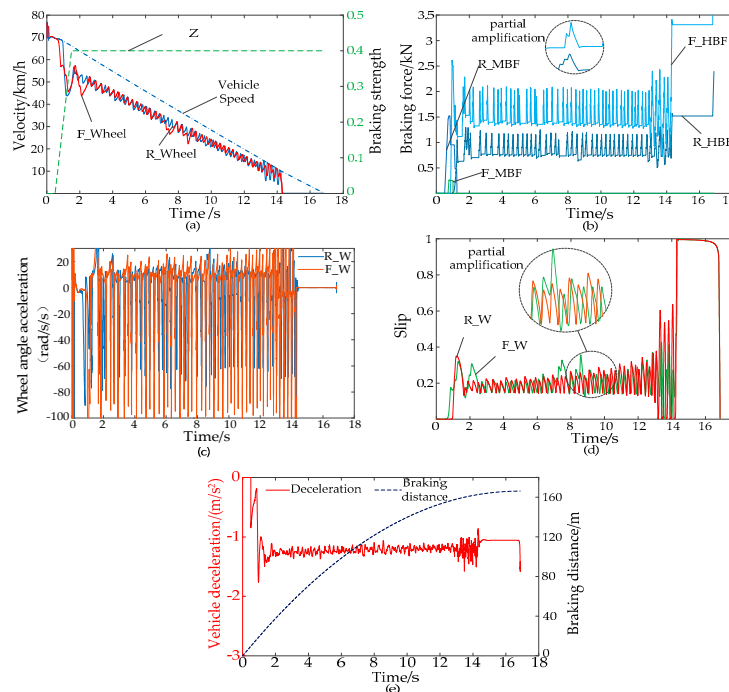 80
70
60
50
40
30
20
10
0 2 4 6 8 10 12 14 16 18
Velocity/km/h
Time /s
(a)
Z
Vehicle
Speed
F_Wheel
R_Wheel
0.5
0.4
0.3
0.2
0.1
0
Braking strength
3,5
3
2.5
2
1.5
1
0.5
0 2 4 6 8 10 12 14 16
Braking force/kN
Time /s
(b)
partial
amplification
R_MBF
F_MBF
F_HBF
R_HBF
20
0
-20
-40
-60
-80
-100
0 2 4 6 8 10 12 14 16 18
Wheel angle acceleration
(rad/s/s)
Time/s
(c)
R_W
F_W
1
0.8
0.6
0.4
0.2
0 2 4 6 8 10 12 14 16
Slip
Time/s
(d)
partial
amplification
R_W
F_W
0
-1
-2
-3
0 2 4 6 8 10 12 14 16 18
Vehicle deceleration/(m/s²)
Time/s
(e)
Deceleration
Braking
distance
160
120
80
40
0
Braking distance/m